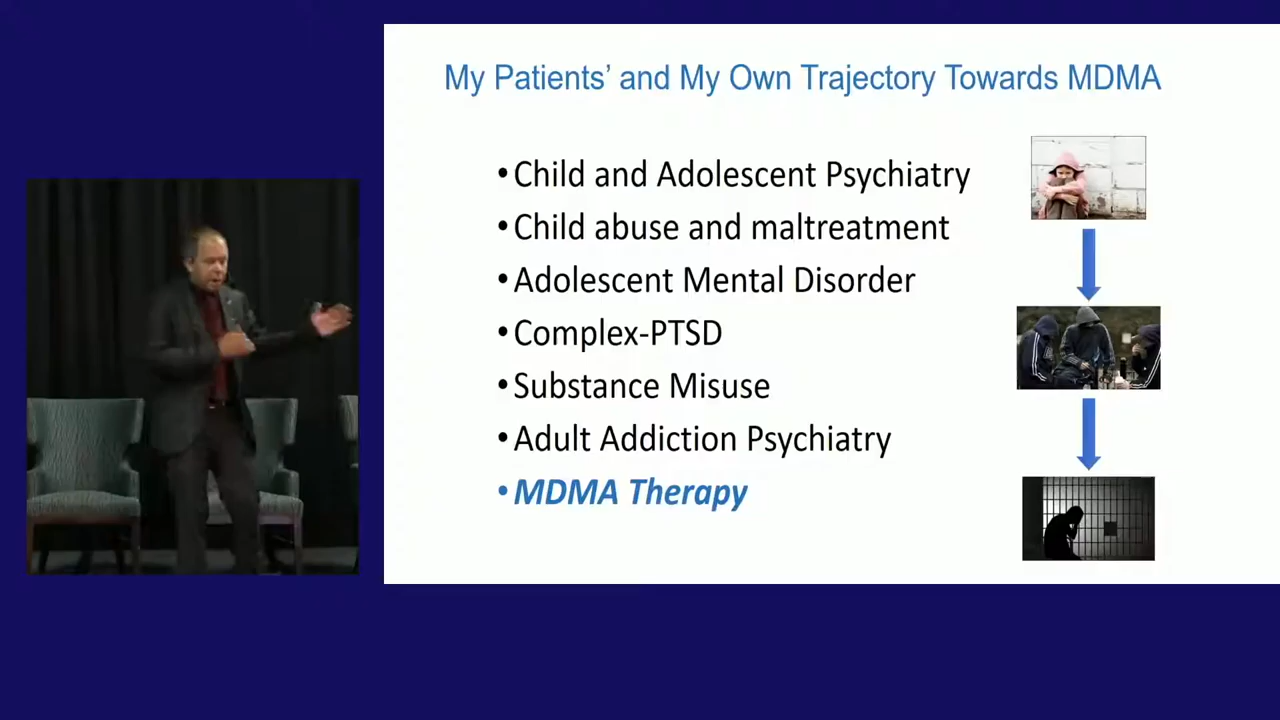 My Patients' and My Own Trajectory Towards MDMA
•Child and Adolescent Psychiatry
•Child abuse and maltreatment
•Adolescent Mental Disorder
•Complex-PTSD
•Substance Misuse
•Adult Addiction Psychiatry
•MDMA Therapy